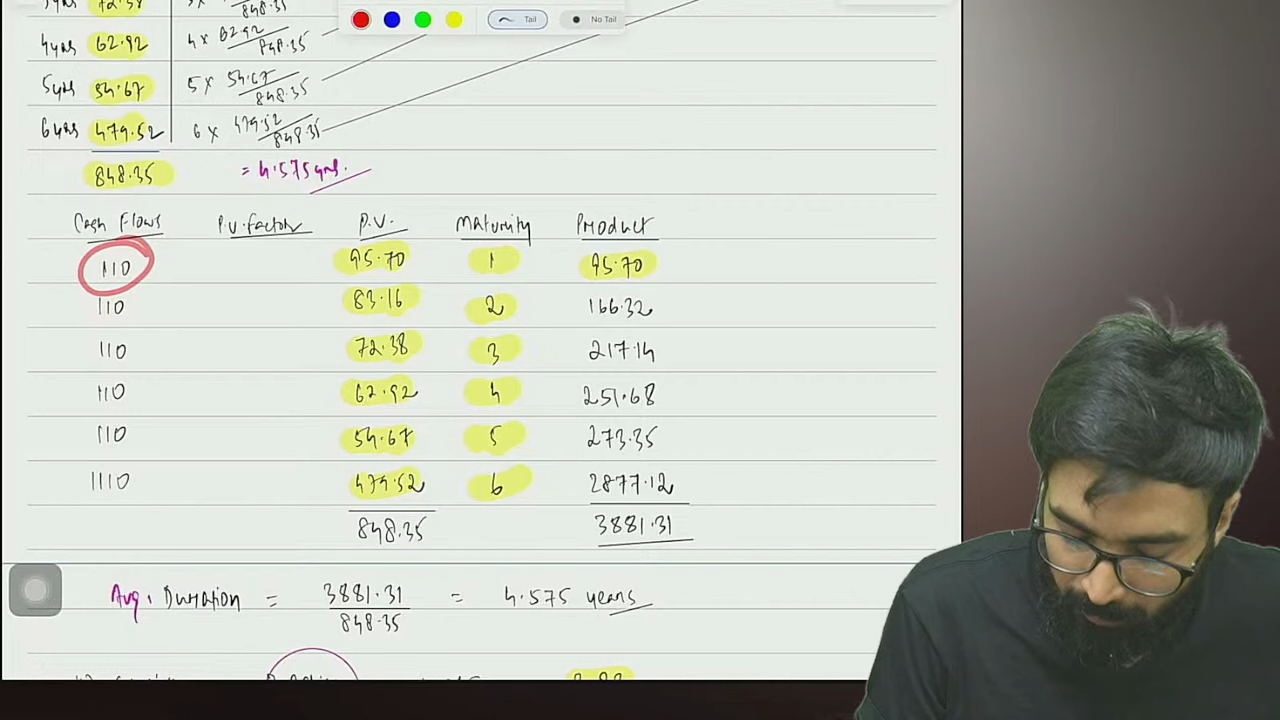 848.35
Tail No Tail
4yrs 62.92 4 × 62.92/848.35
5yrs 54.67 5 × 54.67/848.35
6yrs 479.52 6 × 479.52/848.35
848.35 = 4.575 yrs.
Cash Flows P.V. Factor P.V. Maturity Product
110 95.70 1 95.70
110 83.16 2 166.32
110 72.38 3 217.14
110 62.92 4 251.68
110 54.67 5 273.35
1110 479.52 6 2877.12
848.35 3881.31
Avg. Duration = 3881.31/848.35 = 4.575 years